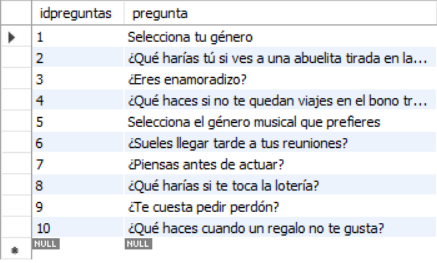 idpreguntas pregunta
1 Selecciona tu género
2 ¿Qué harías tú si ves a una abuelita tirada en la...
3 ¿Eres enamoradizo?
4 ¿Qué haces si no te quedan viajes en el bono tr...
5 Selecciona el género musical que prefieres
6 ¿Sueles llegar tarde a tus reuniones?
7 ¿Piensas antes de actuar?
8 ¿Qué harías si te toca la lotería?
9 ¿Te cuesta pedir perdón?
10 ¿Qué haces cuando un regalo no te gusta?
NULL NULL